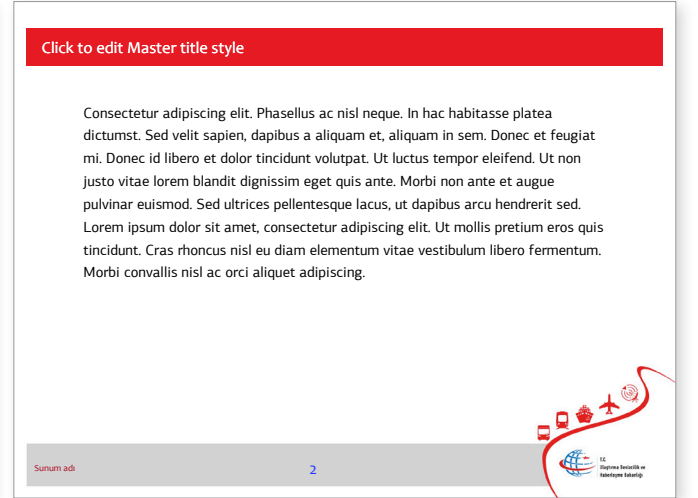 Click to edit Master title style
Consectetur adipiscing elit. Phasellus ac nisl neque. In hac habitasse platea
dictumst. Sed velit sapien, dapibus a aliquam et, aliquam in sem. Donec et feugiat
mi. Donec id libero et dolor tincidunt volutpat. Ut luctus tempor eleifend. Ut non
justo vitae lorem blandit dignissim eget quis ante. Morbi non ante et augue
pulvinar euismod. Sed ultrices pellentesque lacus, ut dapibus arcu hendrerit sed.
Lorem ipsum dolor sit amet, consectetur adipiscing elit. Ut mollis pretium eros quis
tincidunt. Cras rhoncus nisl eu diam elementum vitae vestibulum libero fermentum.
Morbi convallis nisl ac orci aliquet adipiscing.
Sunum adı
2
T.C.
Ulaştırma Denizcilik ve
Haberleşme Bakanlığı